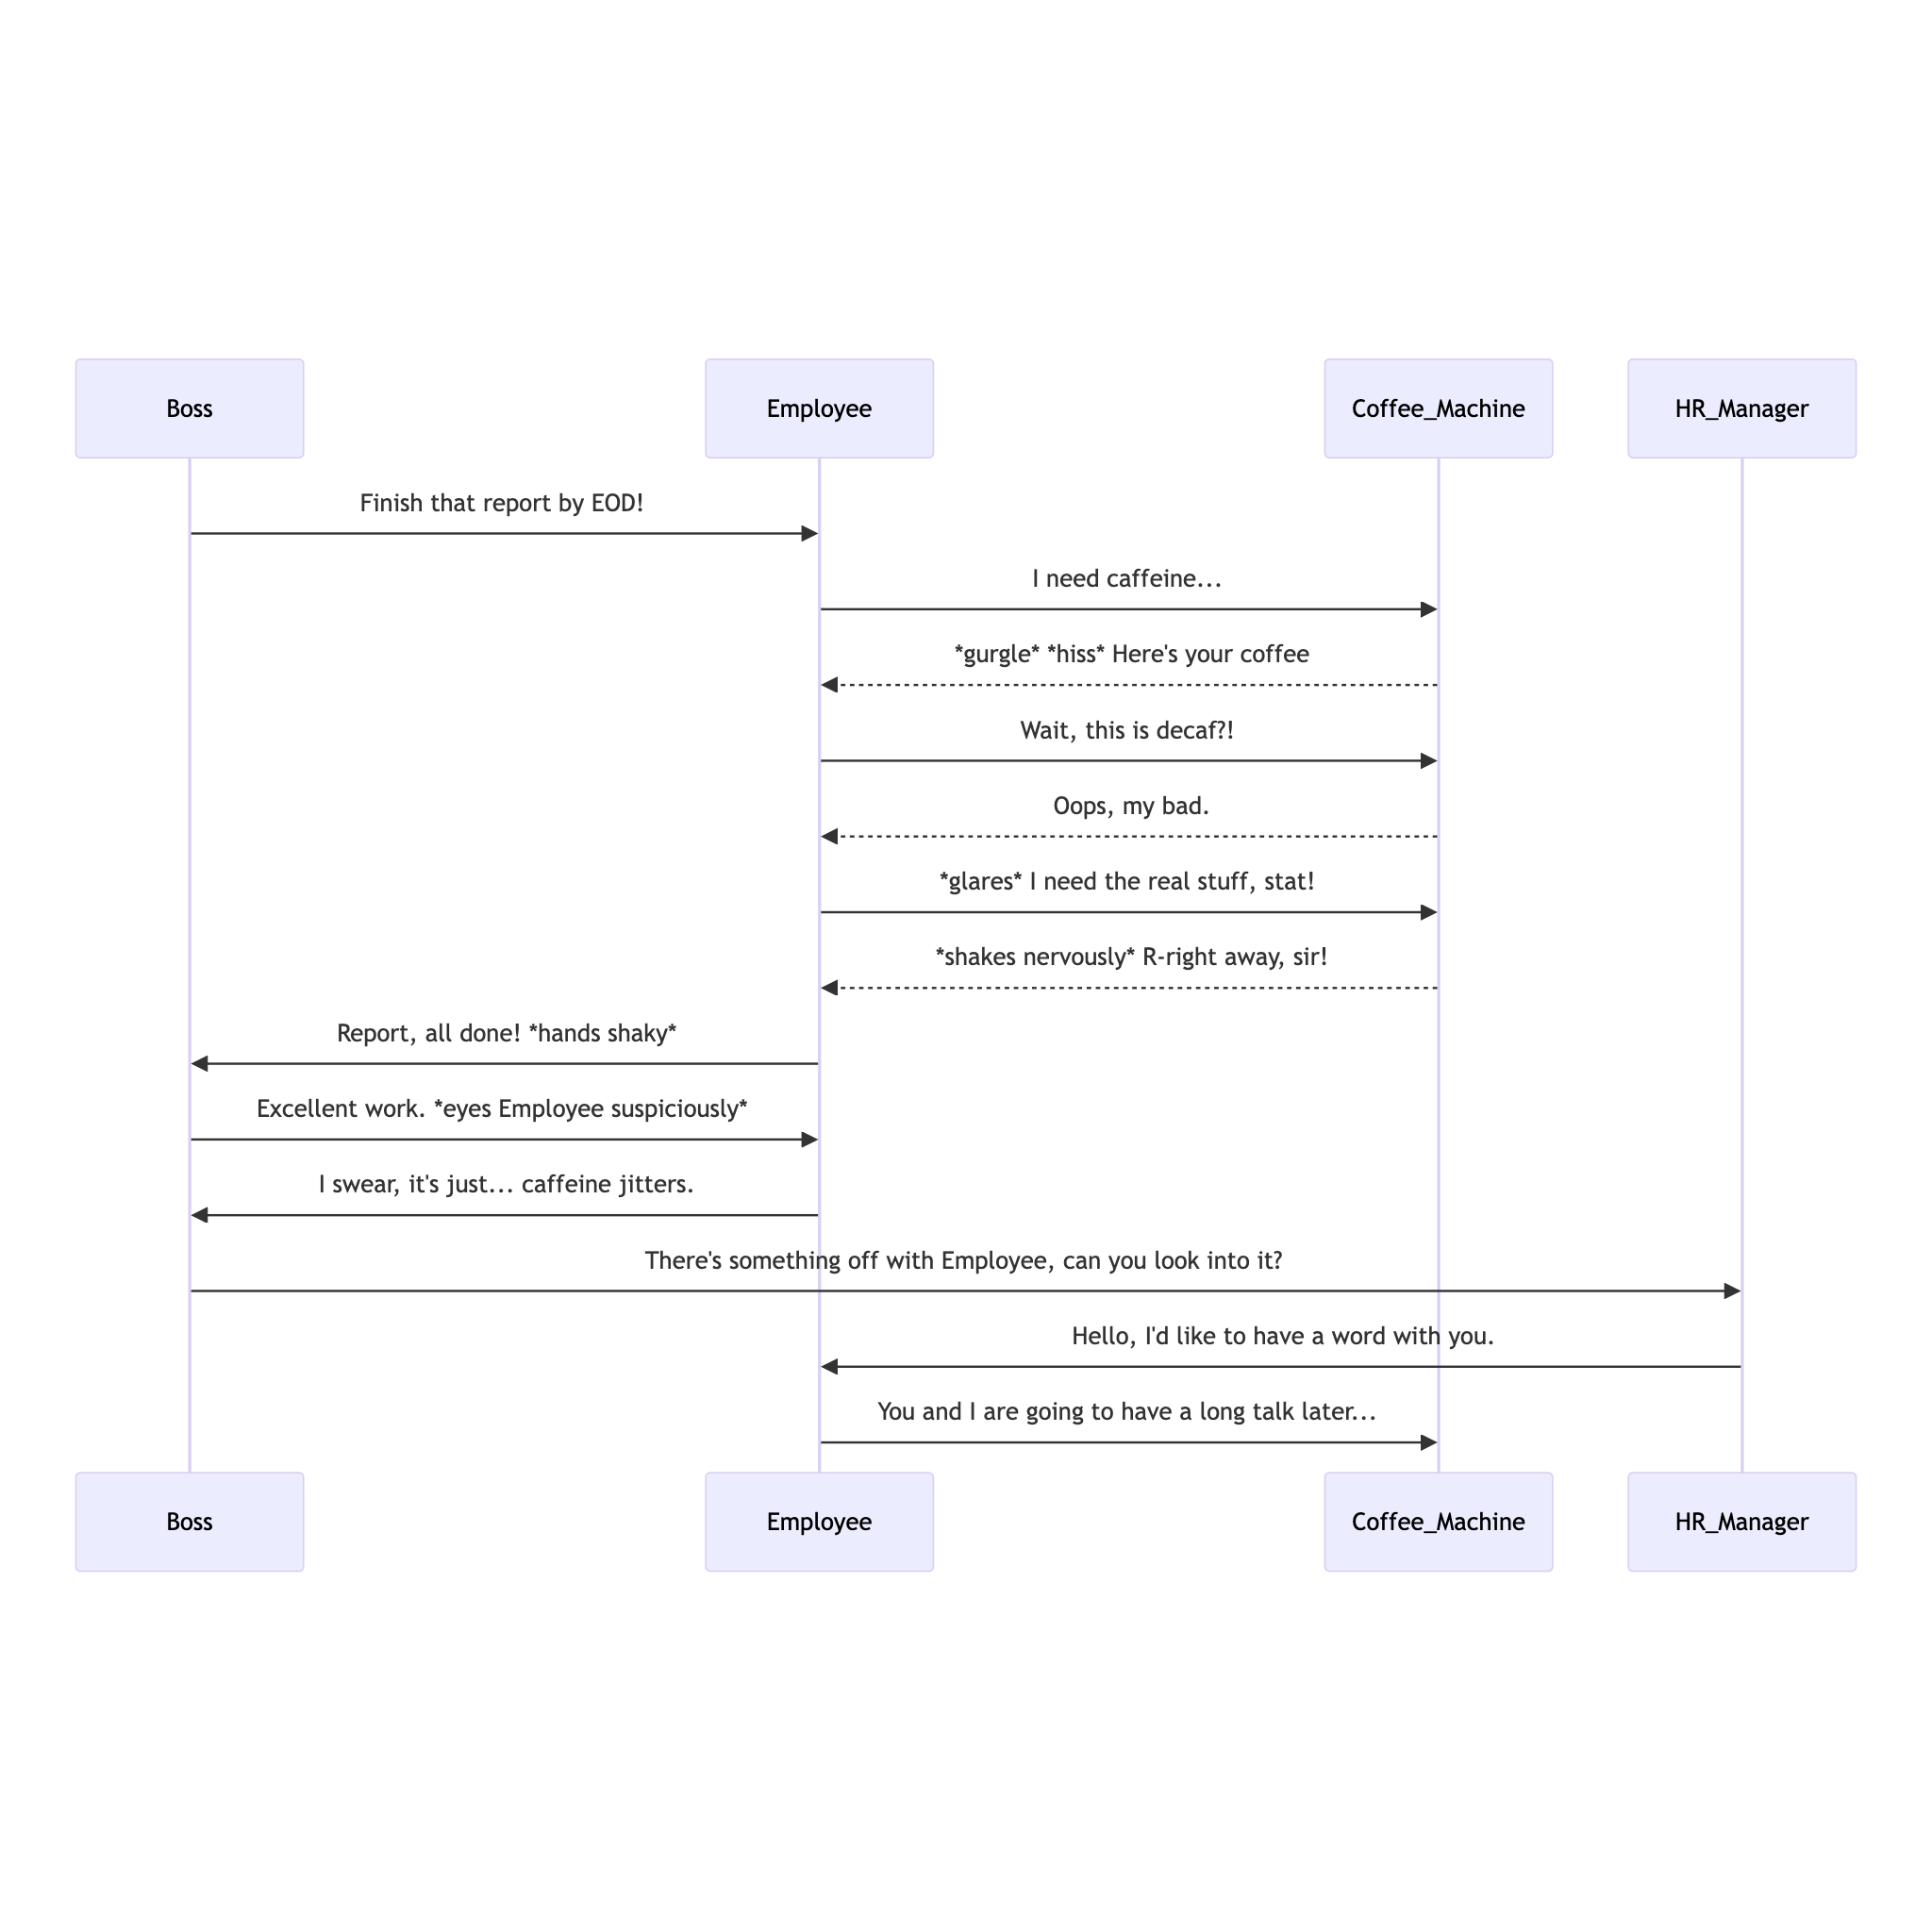 Boss
Employee
Coffee_Machine
HR_Manager
Finish that report by EOD!
I need caffeine...
*gurgle* *hiss* Here's your coffee
Wait, this is decaf?!
Oops, my bad.
*glares* I need the real stuff, stat!
*shakes nervously* R-right away, sir!
Report, all done! *hands shaky*
Excellent work. *eyes Employee suspiciously*
I swear, it's just... caffeine jitters.
There's something off with Employee, can you look into it?
Hello, I'd like to have a word with you.
You and I are going to have a long talk later...
Boss
Employee
Coffee_Machine
HR_Manager